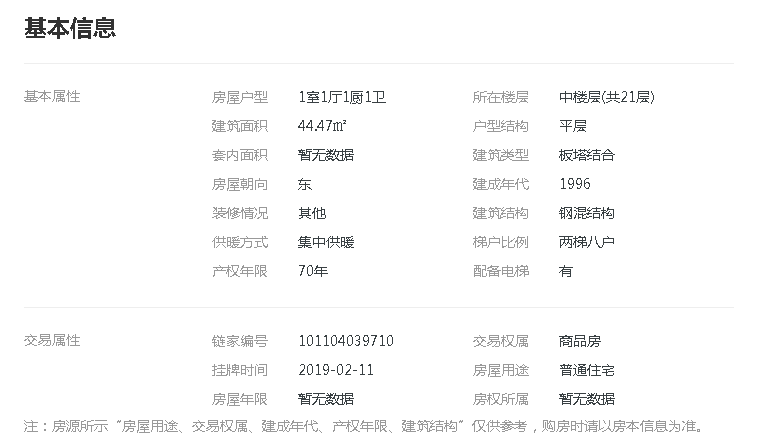 基本信息
基本属性 房屋户型 1室1厅1厨1卫 所在楼层 中楼层(共21层)
建筑面积 44.47㎡ 户型结构 平层
套内面积 暂无数据 建筑类型 板塔结合
房屋朝向 东 建成年代 1996
装修情况 其他 建筑结构 钢混结构
供暖方式 集中供暖 梯户比例 两梯八户
产权年限 70年 配备电梯 有
交易属性 链家编号 101104039710 交易权属 商品房
挂牌时间 2019-02-11 房屋用途 普通住宅
房屋年限 暂无数据 房权所属 暂无数据
注：房源所示“房屋用途、交易权属、建成年代、产权年限、建筑结构”仅供参考，购房时请以房本信息为准。